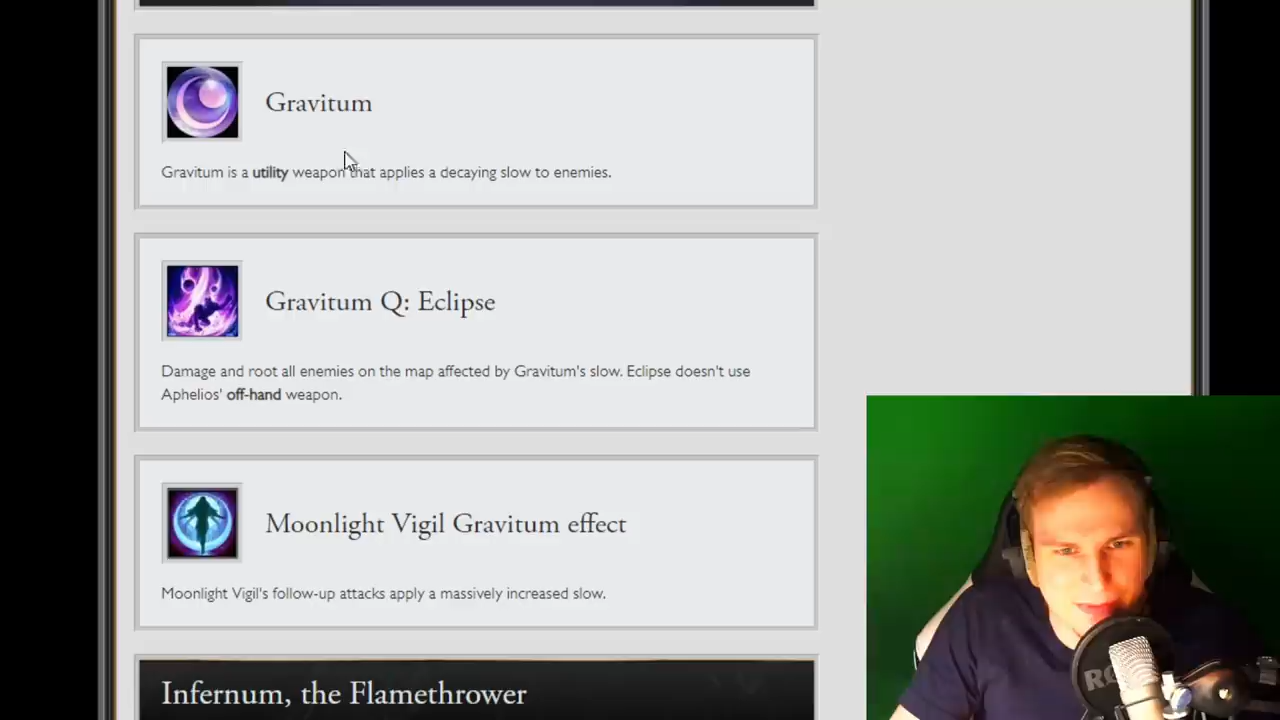 Gravitum
Gravitum is a utility weapon that applies a decaying slow to enemies.
Gravitum Q: Eclipse
Damage and root all enemies on the map affected by Gravitum's slow. Eclipse doesn't use
Aphelios' off-hand weapon.
Moonlight Vigil Gravitum effect
Moonlight Vigil's follow-up attacks apply a massively increased slow.
Infernum, the Flamethrower